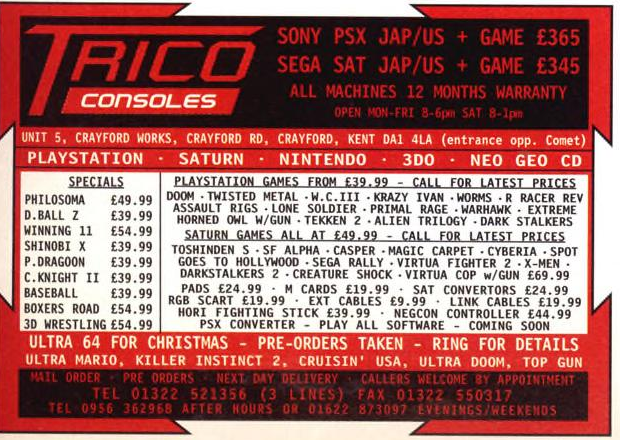 TRICO
CONSOLES
SONY PSX JAP/US + GAME £365
SEGA SAT JAP/US + GAME £345
ALL MACHINES 12 MONTHS WARRANTY
OPEN MON-FRI 8-6pm SAT 8-1pm
UNIT 5, CRAYFORD WORKS, CRAYFORD RD, CRAYFORD, KENT DA1 4LA (entrance opp. Comet)
PLAYSTATION · SATURN · NINTENDO · 3DO · NEO GEO CD
SPECIALS
PHILOSOMA £49.99
D.BALL Z £39.99
WINNING 11 £54.99
SHINOBI X £39.99
P.DRAGOON £39.99
C.KNIGHT II £39.99
BASEBALL £39.99
BOXERS ROAD £54.99
3D WRESTLING £54.99
PLAYSTATION GAMES FROM £39.99 - CALL FOR LATEST PRICES
DOOM · TWISTED METAL · W.C.III · KRAZY IVAN · WORMS · R RACER REV
ASSAULT RIGS · LONE SOLDIER · PRIMAL RAGE · WARHAWK · EXTREME
HORNED OWL W/GUN · TEKKEN 2 · ALIEN TRILOGY · DARK STALKERS
SATURN GAMES ALL AT £49.99 - CALL FOR LATEST PRICES
TOSHINDEN S · SF ALPHA · CASPER · MAGIC CARPET · CYBERIA · SPOT
GOES TO HOLLYWOOD · SEGA RALLY · VIRTUA FIGHTER 2 · X-MEN ·
DARKSTALKERS 2 · CREATURE SHOCK · VIRTUA COP w/GUN £69.99
PADS £24.99 · M CARDS £19.99 · SAT CONVERTORS £24.99
RGB SCART £19.99 · EXT CABLES £9.99 · LINK CABLES £19.99
HORI FIGHTING STICK £39.99 · NEGCON CONTROLLER £44.99
PSX CONVERTER - PLAY ALL SOFTWARE - COMING SOON
ULTRA 64 FOR CHRISTMAS - PRE-ORDERS TAKEN - RING FOR DETAILS
ULTRA MARIO, KILLER INSTINCT 2, CRUISIN' USA, ULTRA DOOM, TOP GUN
MAIL ORDER · PRE ORDERS · NEXT DAY DELIVERY · CALLERS WELCOME BY APPOINTMENT
TEL 01322 521356 (3 LINES) FAX 01322 550317
TEL 0956 362968 AFTER HOURS OR 01622 873097 EVENINGS/WEEKENDS